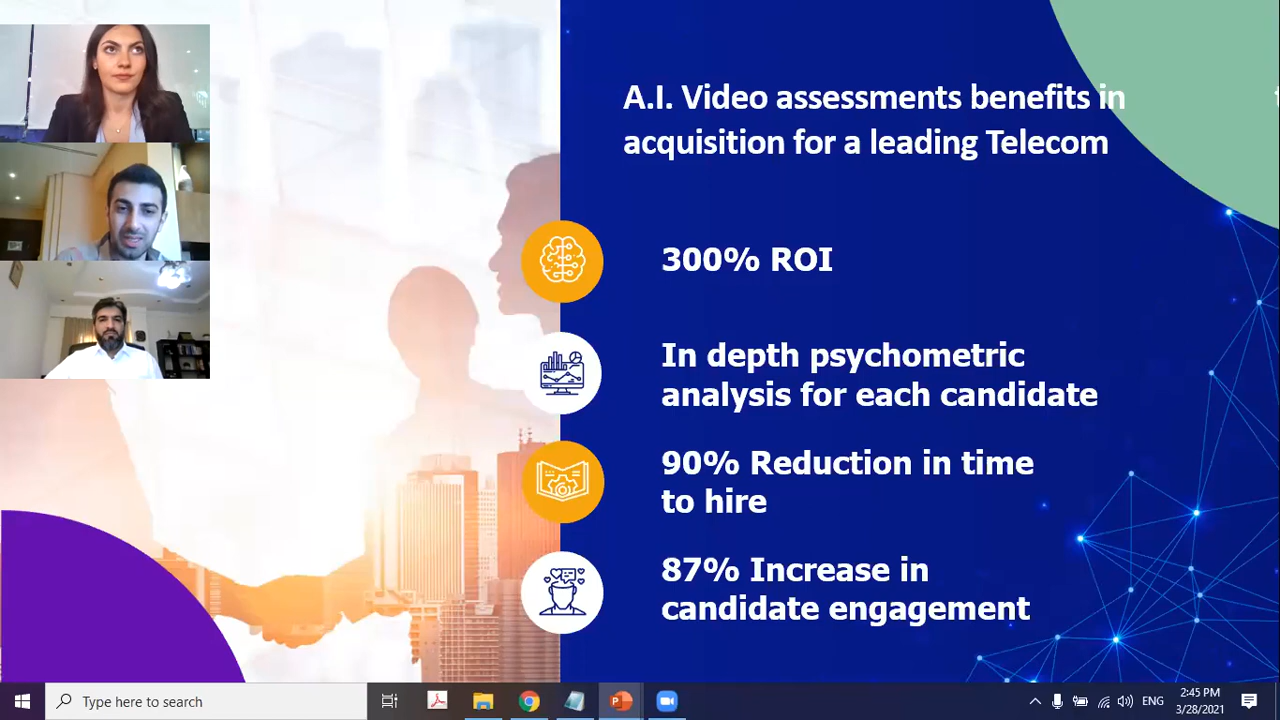 A.I. Video assessments benefits in
acquisition for a leading Telecom
300% ROI
In depth psychometric
analysis for each candidate
90% Reduction in time
to hire
87% Increase in
candidate engagement
Type here to search
ENG
2:45 PM
3/28/2021